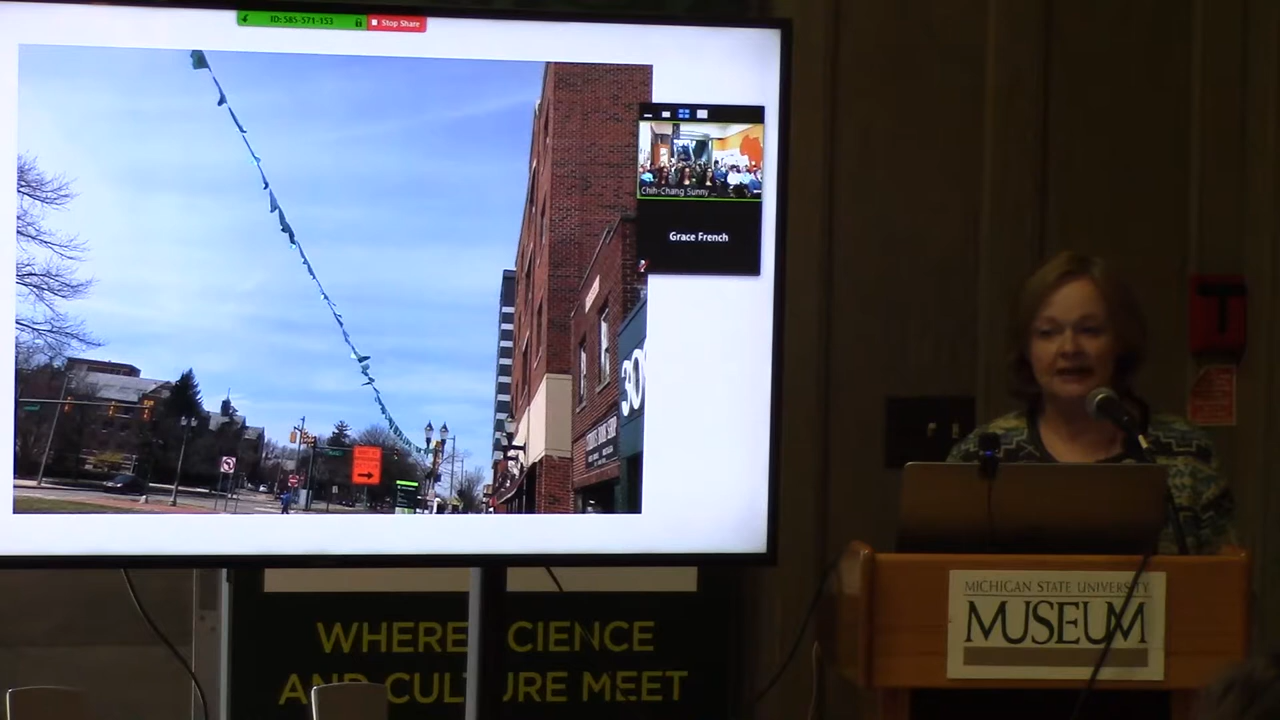 ID: 585-571-153
Stop Share
Chih-Chang Sunny ...
Grace French
30
WHERE CIENCE
AND CUL URE MEET
MICHIGAN STATE UNIVERSITY
MUSEUM